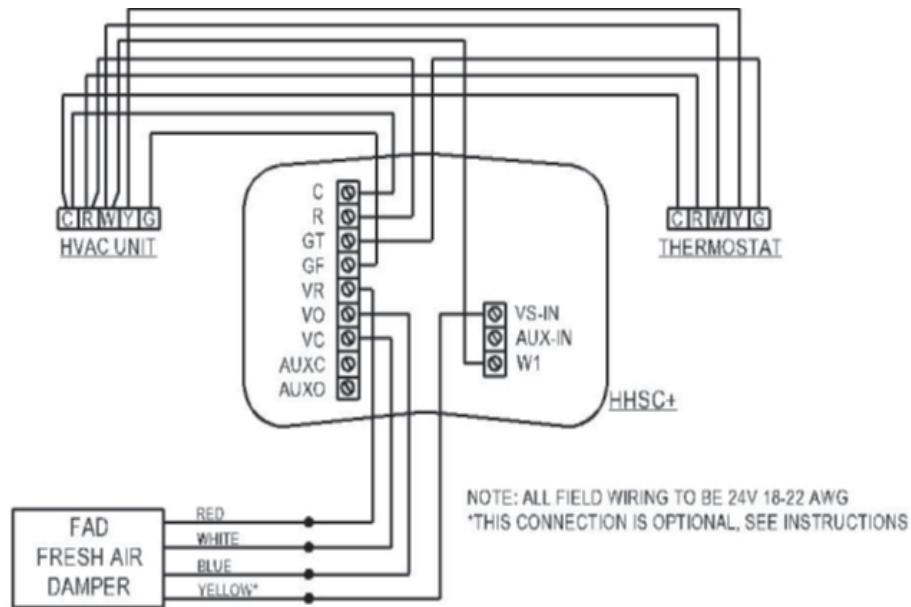 C
R
GT
GF
VR
VO
VC
AUXC
AUXO
VS-IN
AUX-IN
W1
HHSC+
C R W Y G
HVAC UNIT
C R W Y G
THERMOSTAT
NOTE: ALL FIELD WIRING TO BE 24V 18-22 AWG
*THIS CONNECTION IS OPTIONAL, SEE INSTRUCTIONS
FAD
FRESH AIR
DAMPER
RED
WHITE
BLUE
YELLOW*